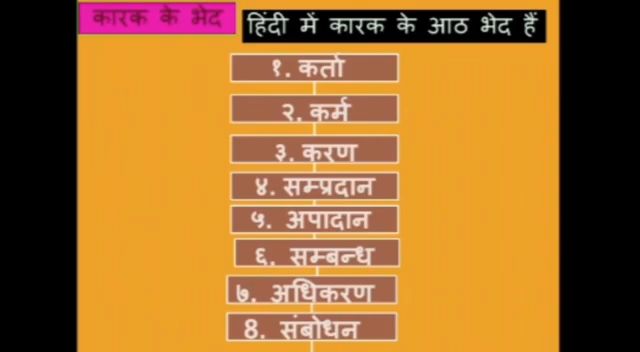 कारक के भेद
हिंदी में कारक के आठ भेद हैं
१. कर्ता
२. कर्म
३. करण
४. सम्प्रदान
५. अपादान
६. सम्बन्ध
७. अधिकरण
8. संबोधन